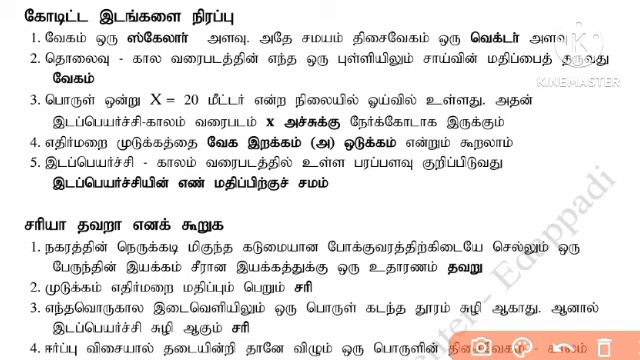 கோடிட்ட இடங்களை நிரப்பு
1. வேகம் ஒரு ஸ்கேலார் அளவு. அதே சமயம் திசைவேகம் ஒரு வெக்டர் அளவு
2. தொலைவு - கால வரைபடத்தின் எந்த ஒரு புள்ளியிலும் சாய்வின் மதிப்பைத் தருவது
வேகம்
3. பொருள் ஒன்று X = 20 மீட்டர் என்ற நிலையில் ஓய்வில் உள்ளது. அதன்
இடப்பெயர்ச்சி-காலம் வரைபடம் x அச்சுக்கு நேர்க்கோடாக இருக்கும்
4. எதிர்மறை முடுக்கத்தை வேக இறக்கம் (அ) ஒடுக்கம் என்றும் கூறலாம்
5. இடப்பெயர்ச்சி - காலம் வரைபடத்தில் உள்ள பரப்பளவு குறிப்பிடுவது
இடப்பெயர்ச்சியின் எண் மதிப்பிற்குச் சமம்
சரியா தவறா எனக் கூறுக
1. நகரத்தின் நெருக்கடி மிகுந்த கடுமையான போக்குவரத்திற்கிடையே செல்லும் ஒரு
பேருந்தின் இயக்கம் சீரான இயக்கத்துக்கு ஒரு உதாரணம் தவறு
2. முடுக்கம் எதிர்மறை மதிப்பும் பெறும் சரி
3. எந்தவொருகால இடைவெளியிலும் ஒரு பொருள் கடந்த தூரம் சுழி ஆகாது. ஆனால்
இடப்பெயர்ச்சி சுழி ஆகும் சரி
4. ஈர்ப்பு விசையால் தடையின்றி தானே விழும் ஒரு பொருளின் திசைவேகம் - காலம்
KINEMASTER
- Edappadi